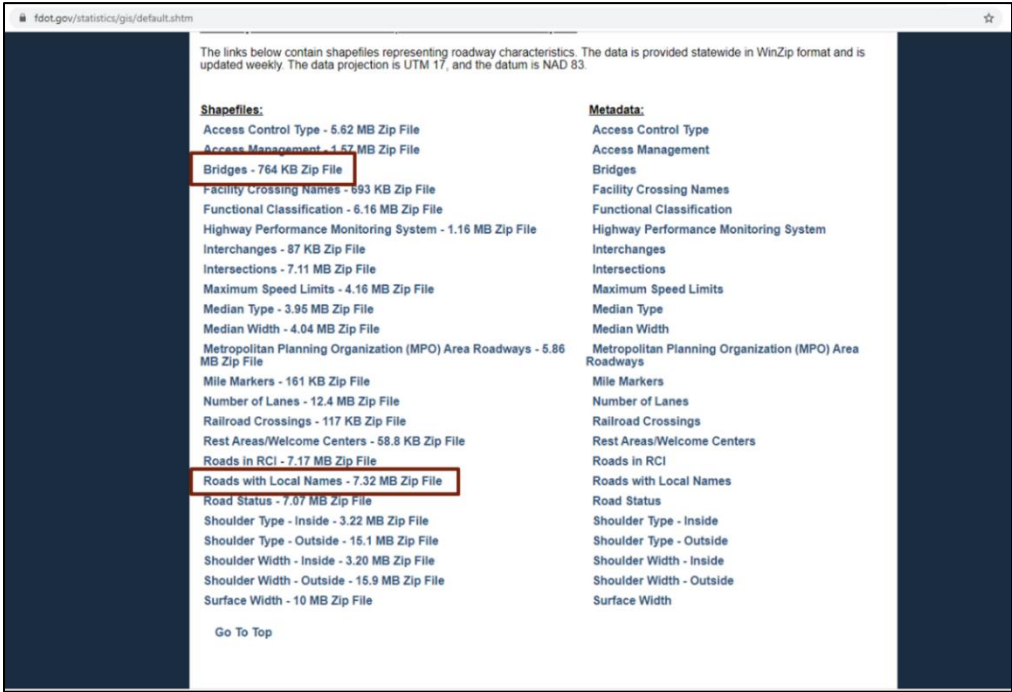 fdot.gov/statistics/gis/default.shtm
The links below contain shapefiles representing roadway characteristics. The data is provided statewide in WinZip format and is
updated weekly. The data projection is UTM 17, and the datum is NAD 83.
Shapefiles:
Metadata:
Access Control Type - 5.62 MB Zip File
Access Control Type
Access Management - 1.57 MB Zip File
Access Management
Bridges - 764 KB Zip File
Bridges
Facility Crossing Names - 693 KB Zip File
Facility Crossing Names
Functional Classification - 6.16 MB Zip File
Functional Classification
Highway Performance Monitoring System - 1.16 MB Zip File
Highway Performance Monitoring System
Interchanges - 87 KB Zip File
Interchanges
Intersections - 7.11 MB Zip File
Intersections
Maximum Speed Limits - 4.16 MB Zip File
Maximum Speed Limits
Median Type - 3.95 MB Zip File
Median Type
Median Width - 4.04 MB Zip File
Median Width
Metropolitan Planning Organization (MPO) Area Roadways - 5.86
MB Zip File
Metropolitan Planning Organization (MPO) Area
Roadways
Mile Markers - 161 KB Zip File
Mile Markers
Number of Lanes - 12.4 MB Zip File
Number of Lanes
Railroad Crossings - 117 KB Zip File
Railroad Crossings
Rest Areas/Welcome Centers - 58.8 KB Zip File
Rest Areas/Welcome Centers
Roads in RCI - 7.17 MB Zip File
Roads in RCI
Roads with Local Names - 7.32 MB Zip File
Roads with Local Names
Road Status - 7.07 MB Zip File
Road Status
Shoulder Type - Inside - 3.22 MB Zip File
Shoulder Type - Inside
Shoulder Type - Outside - 15.1 MB Zip File
Shoulder Type - Outside
Shoulder Width - Inside - 3.20 MB Zip File
Shoulder Width - Inside
Shoulder Width - Outside - 15.9 MB Zip File
Shoulder Width - Outside
Surface Width - 10 MB Zip File
Surface Width
Go To Top